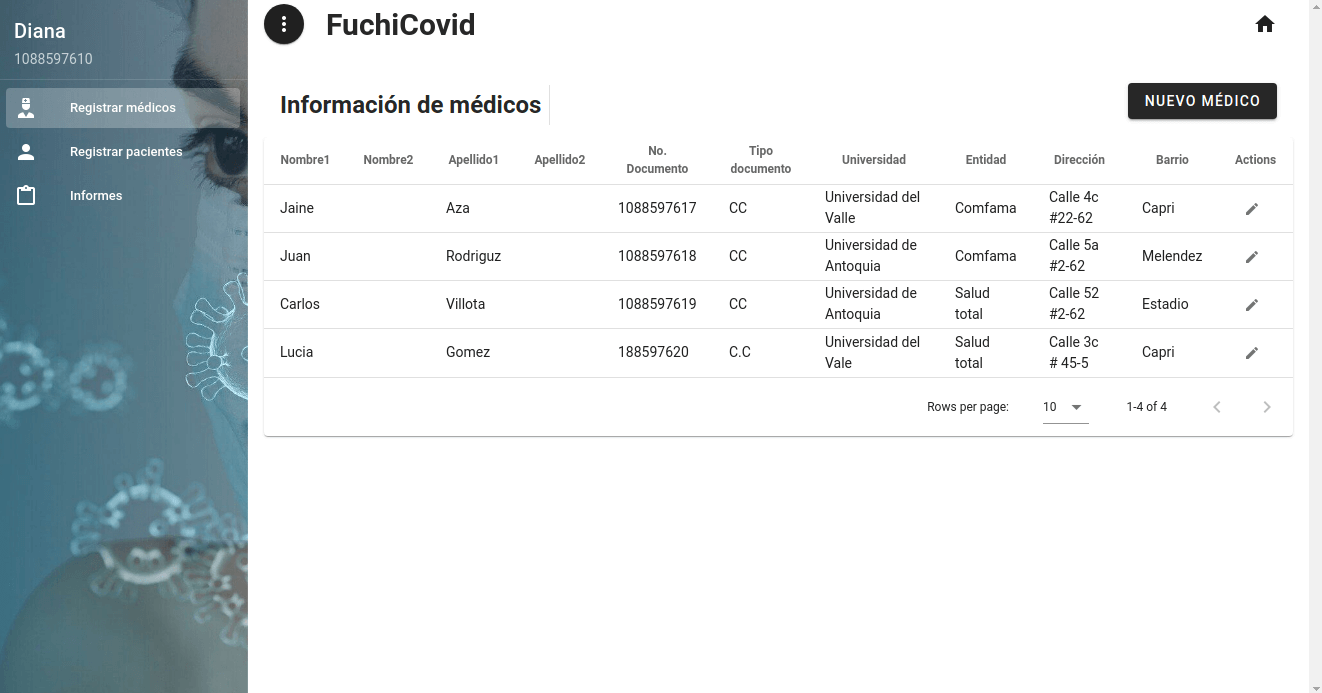 Diana
1088597610
Registrar médicos
Registrar pacientes
Informes
FuchiCovid
Información de médicos
NUEVO MÉDICO
Nombre1 Nombre2 Apellido1 Apellido2 No. Documento Tipo documento Universidad Entidad Dirección Barrio Actions
Jaine Aza 1088597617 CC Universidad del Valle Comfama Calle 4c #22-62 Capri
Juan Rodriguz 1088597618 CC Universidad de Antoquia Comfama Calle 5a #2-62 Melendez
Carlos Villota 1088597619 CC Universidad de Antoquia Salud total Calle 52 #2-62 Estadio
Lucia Gomez 188597620 C.C Universidad del Vale Salud total Calle 3c # 45-5 Capri
Rows per page: 10 1-4 of 4